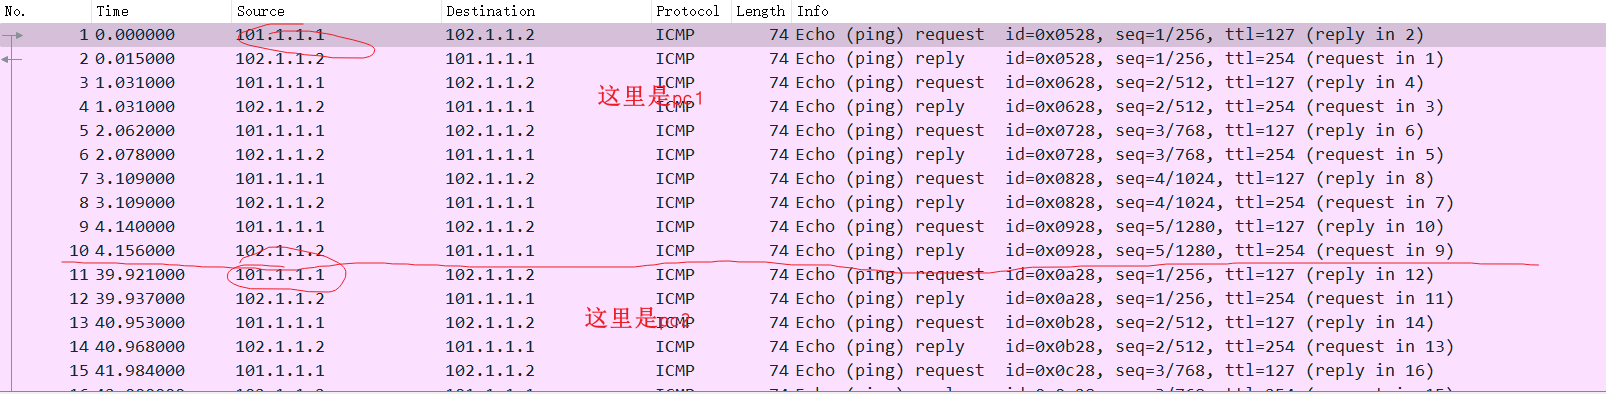 No. Time Source Destination Protocol Length Info
1 0.000000 101.1.1.1 102.1.1.2 ICMP 74 Echo (ping) request id=0x0528, seq=1/256, ttl=127 (reply in 2)
2 0.015000 102.1.1.2 101.1.1.1 ICMP 74 Echo (ping) reply id=0x0528, seq=1/256, ttl=254 (request in 1)
3 1.031000 101.1.1.1 102.1.1.2 ICMP 74 Echo (ping) request id=0x0628, seq=2/512, ttl=127 (reply in 4)
这里是pc1
4 1.031000 102.1.1.2 101.1.1.1 ICMP 74 Echo (ping) reply id=0x0628, seq=2/512, ttl=254 (request in 3)
5 2.062000 101.1.1.1 102.1.1.2 ICMP 74 Echo (ping) request id=0x0728, seq=3/768, ttl=127 (reply in 6)
6 2.078000 102.1.1.2 101.1.1.1 ICMP 74 Echo (ping) reply id=0x0728, seq=3/768, ttl=254 (request in 5)
7 3.109000 101.1.1.1 102.1.1.2 ICMP 74 Echo (ping) request id=0x0828, seq=4/1024, ttl=127 (reply in 8)
8 3.109000 102.1.1.2 101.1.1.1 ICMP 74 Echo (ping) reply id=0x0828, seq=4/1024, ttl=254 (request in 7)
9 4.140000 101.1.1.1 102.1.1.2 ICMP 74 Echo (ping) request id=0x0928, seq=5/1280, ttl=127 (reply in 10)
10 4.156000 102.1.1.2 101.1.1.1 ICMP 74 Echo (ping) reply id=0x0928, seq=5/1280, ttl=254 (request in 9)
11 39.921000 101.1.1.1 102.1.1.2 ICMP 74 Echo (ping) request id=0x0a28, seq=1/256, ttl=127 (reply in 12)
12 39.937000 102.1.1.2 101.1.1.1 ICMP 74 Echo (ping) reply id=0x0a28, seq=1/256, ttl=254 (request in 11)
这里是pc2
13 40.953000 101.1.1.1 102.1.1.2 ICMP 74 Echo (ping) request id=0x0b28, seq=2/512, ttl=127 (reply in 14)
14 40.968000 102.1.1.2 101.1.1.1 ICMP 74 Echo (ping) reply id=0x0b28, seq=2/512, ttl=254 (request in 13)
15 41.984000 101.1.1.1 102.1.1.2 ICMP 74 Echo (ping) request id=0x0c28, seq=3/768, ttl=127 (reply in 16)